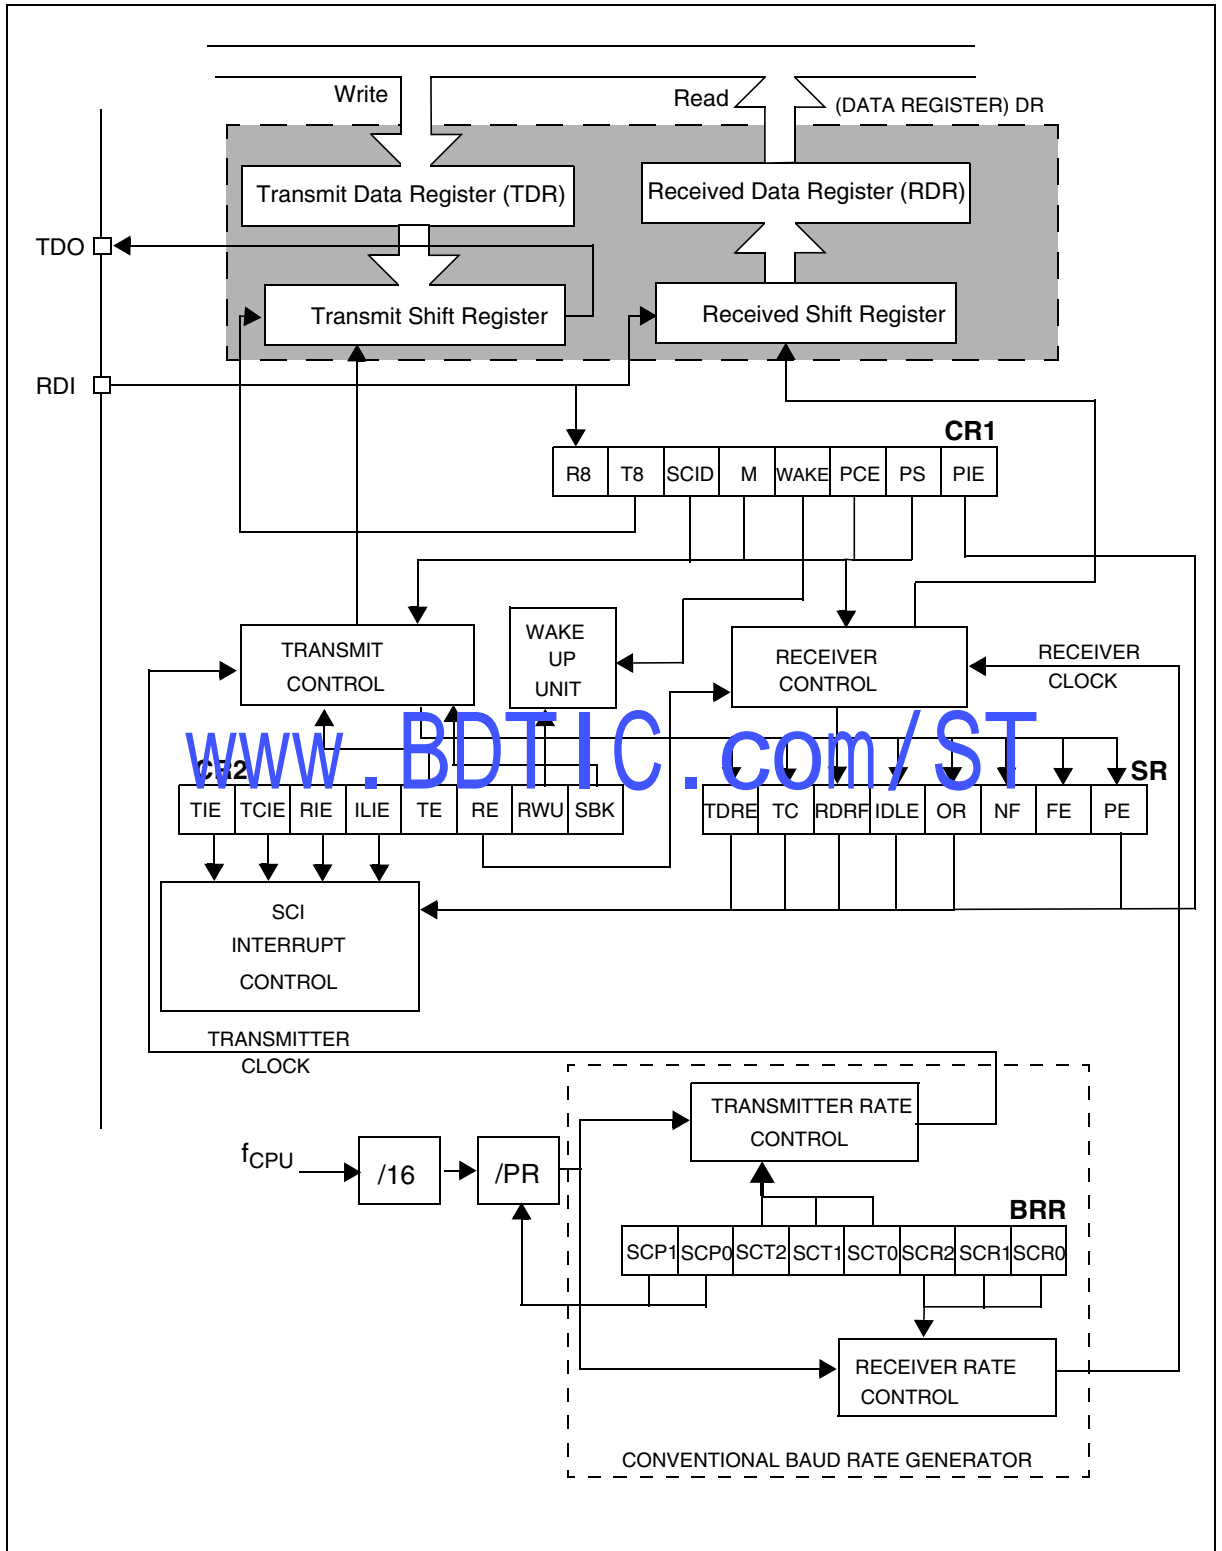 Write
Read
(DATA REGISTER) DR
Transmit Data Register (TDR)
Received Data Register (RDR)
TDO
Transmit Shift Register
Received Shift Register
RDI
CR1
R8 T8 SCID M WAKE PCE PS PIE
TRANSMIT
CONTROL
WAKE
UP
UNIT
RECEIVER
CONTROL
RECEIVER
CLOCK
www.BDTIC.com/ST
CR2
SR
TIE TCIE RIE ILIE TE RE RWU SBK
TDRE TC RDRF IDLE OR NF FE PE
SCI
INTERRUPT
CONTROL
TRANSMITTER
CLOCK
TRANSMITTER RATE
CONTROL
fCPU
/16
/PR
BRR
SCP1 SCP0 SCT2 SCT1 SCT0 SCR2 SCR1 SCR0
RECEIVER RATE
CONTROL
CONVENTIONAL BAUD RATE GENERATOR